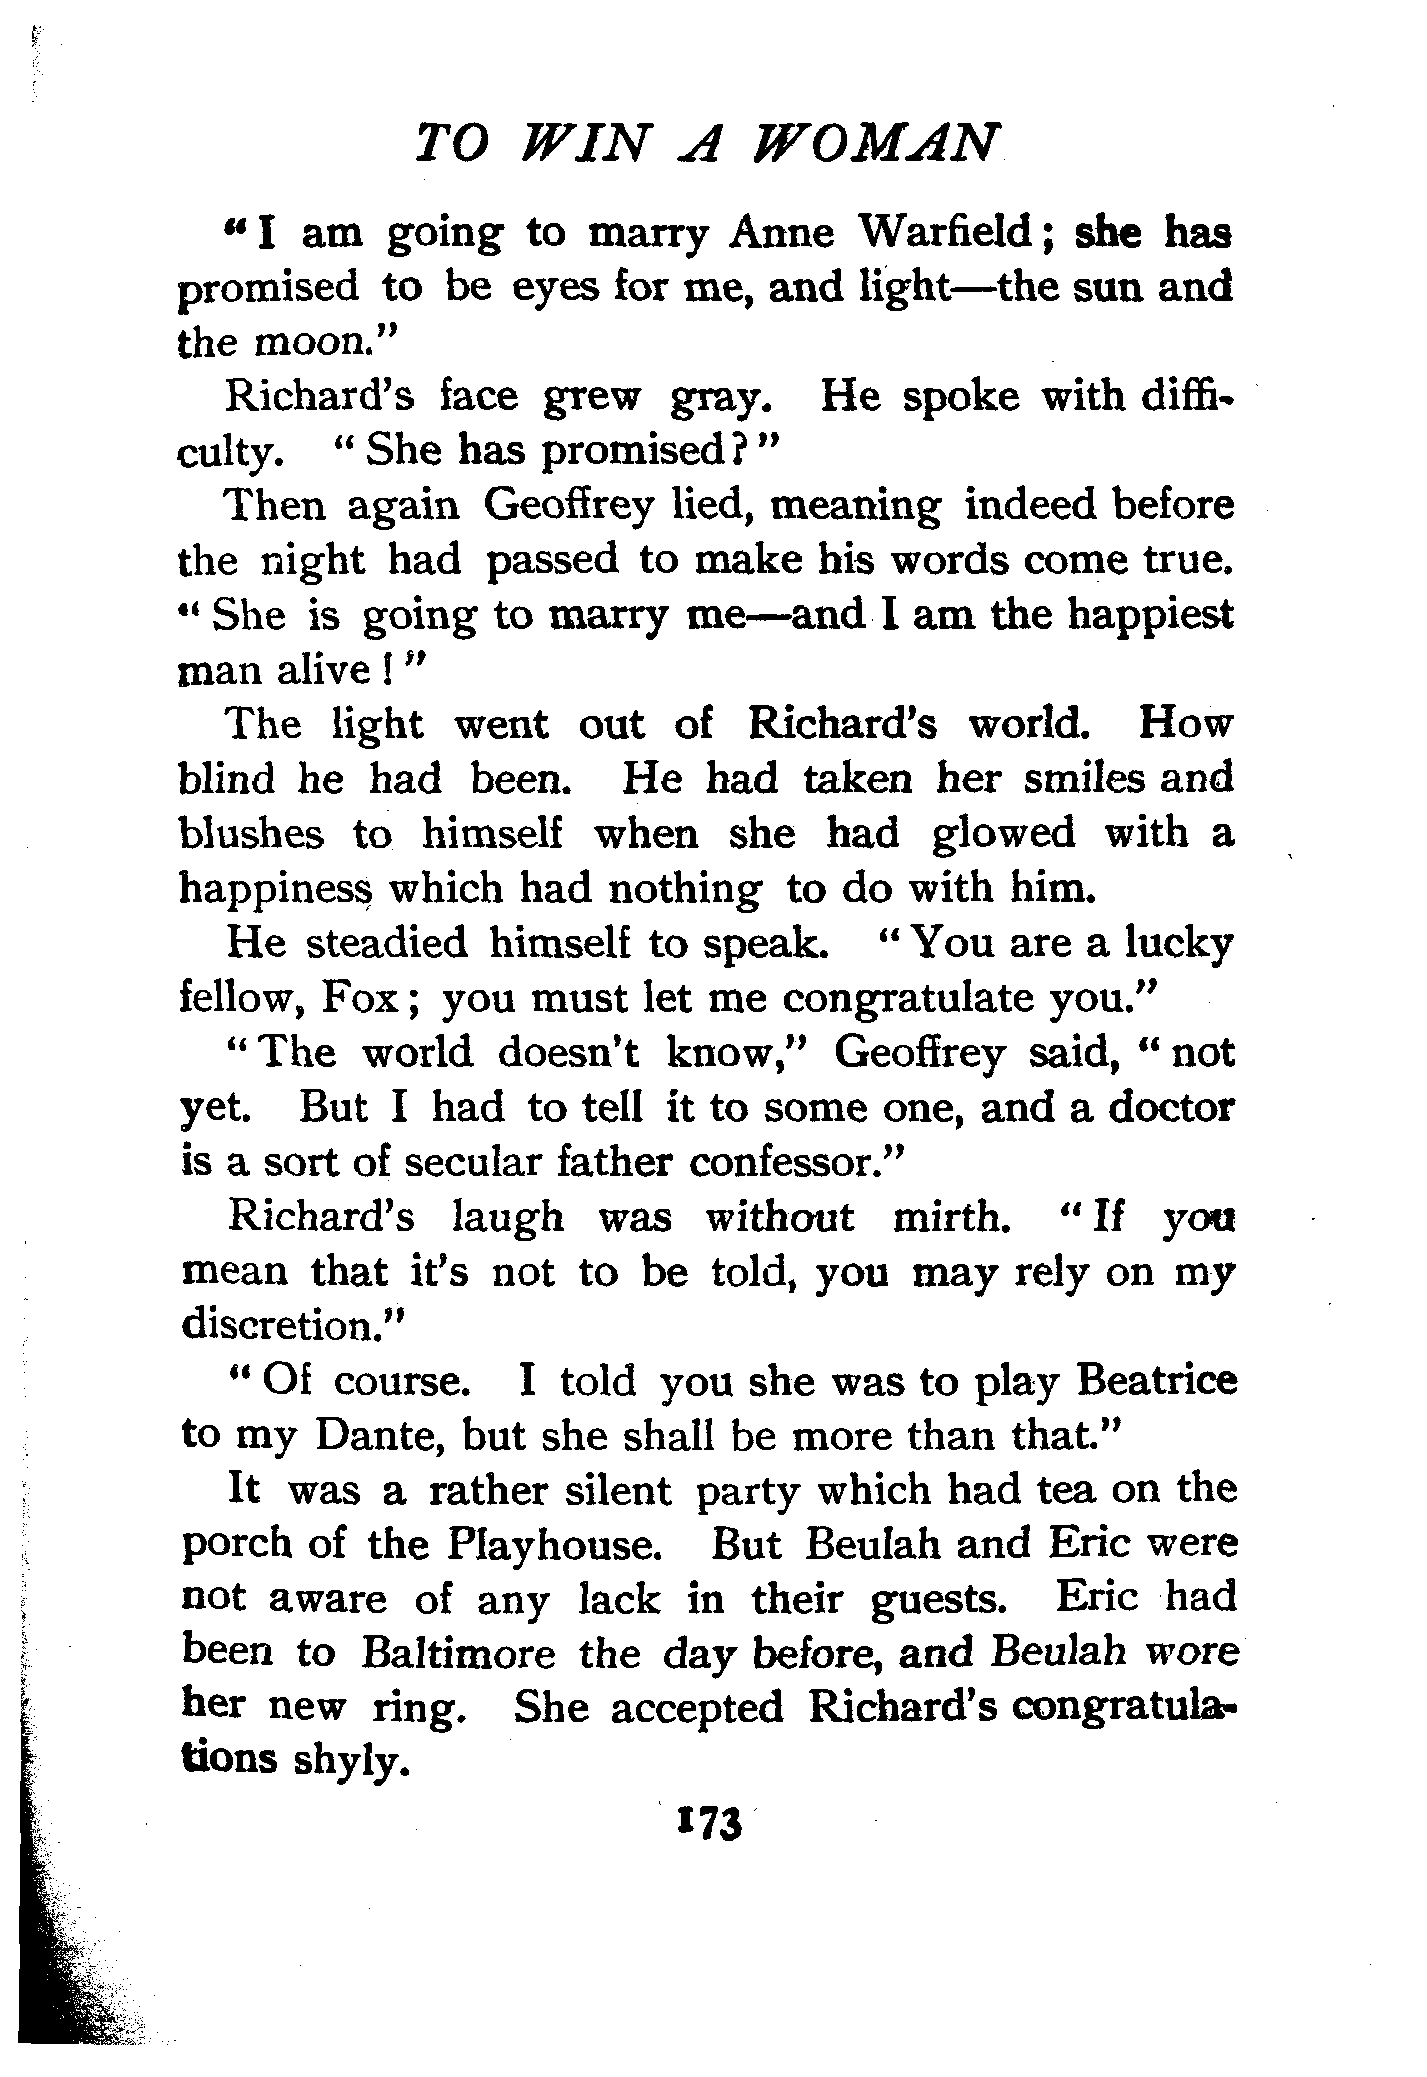 TO WIN A WOMAN
“I am going to marry Anne Warfield; she has
promised to be eyes for me, and light—the sun and
the moon.”
Richard’s face grew gray. He spoke with diffi-
culty. “She has promised?”
Then again Geoffrey lied, meaning indeed before
the night had passed to make his words come true.
“She is going to marry me—and I am the happiest
man alive!”
The light went out of Richard’s world. How
blind he had been. He had taken her smiles and
blushes to himself when she had glowed with a
happiness which had nothing to do with him.
He steadied himself to speak. “You are a lucky
fellow, Fox; you must let me congratulate you.”
“The world doesn’t know,” Geoffrey said, “not
yet. But I had to tell it to some one, and a doctor
is a sort of secular father confessor.”
Richard’s laugh was without mirth. “If you
mean that it’s not to be told, you may rely on my
discretion.”
“Of course. I told you she was to play Beatrice
to my Dante, but she shall be more than that.”
It was a rather silent party which had tea on the
porch of the Playhouse. But Beulah and Eric were
not aware of any lack in their guests. Eric had
been to Baltimore the day before, and Beulah wore
her new ring. She accepted Richard’s congratula-
tions shyly.
173